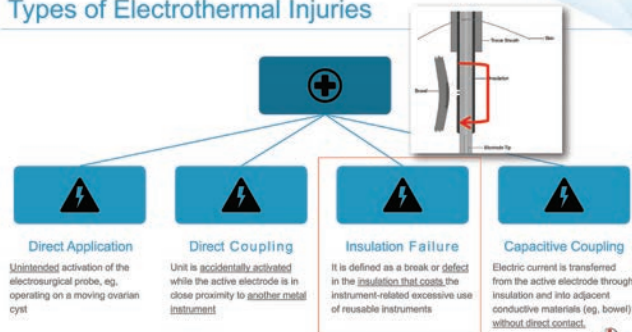 Types of Electrothermal Injuries
Skin
Trocar Sheath
Insulator
Bowel
Electrode Tip
Direct Application
Unintended activation of the
electrosurgical probe, eg,
operating on a moving ovarian
cyst
Direct Coupling
Unit is accidentally activated
while the active electrode is in
close proximity to another metal
instrument
Insulation Failure
It is defined as a break or defect
in the insulation that coats the
instrument-related excessive use
of reusable instruments
Capacitive Coupling
Electric current is transferred
from the active electrode through
insulation and into adjacent
conductive materials (eg, bowel)
without direct contact.